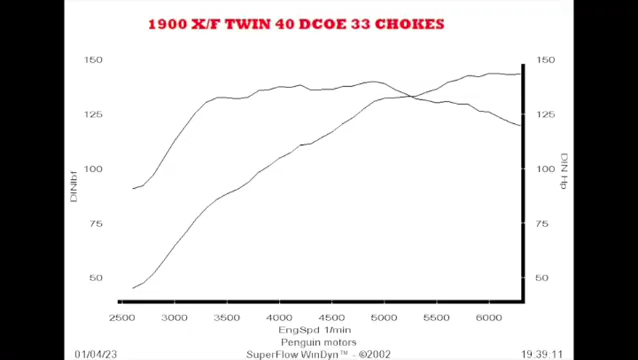 1900 X/F TWIN 40 DCOE 33 CHOKES
150 150
125 125
100 100
DINlbf DIN Hp
75 75
50 50
2500 3000 3500 4000 4500 5000 5500 6000
EngSpd 1/min
Penguin motors
01/04/23 SuperFlow WinDyn™ - ©2002 19.39.11